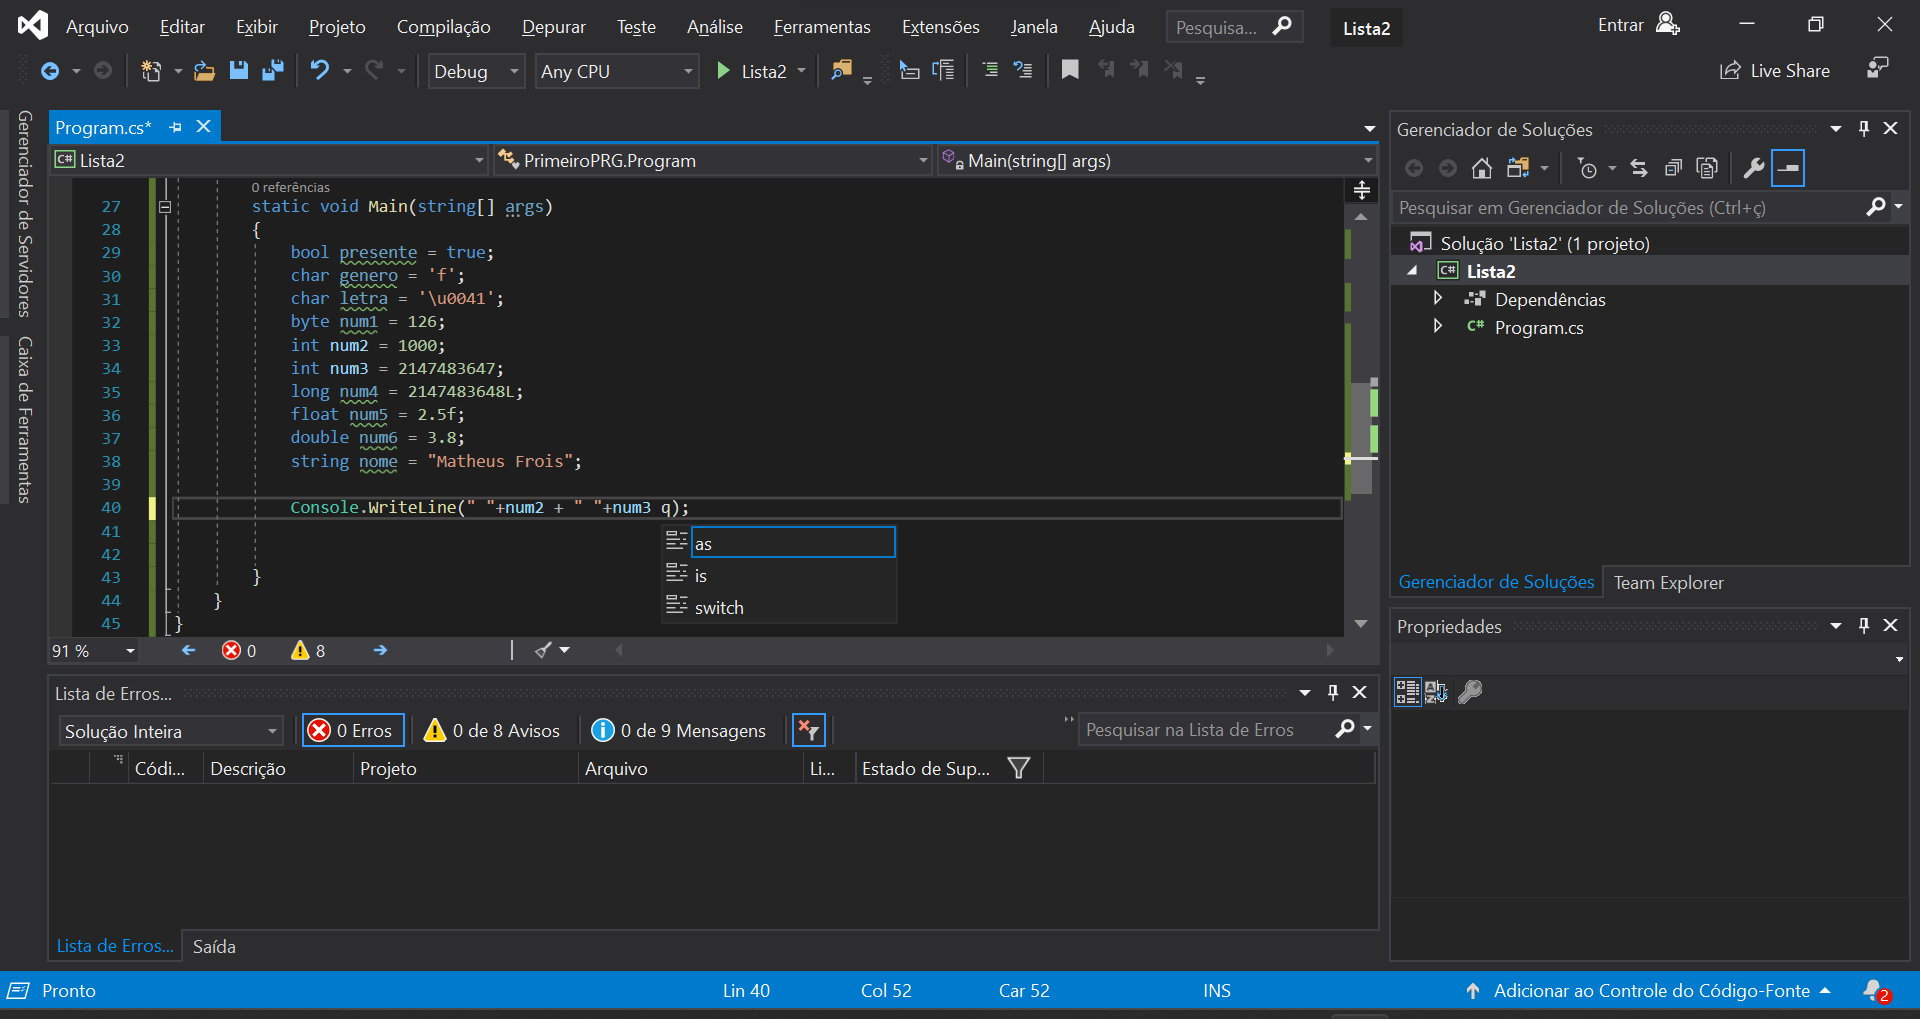 Arquivo Editar Exibir Projeto Compilação Depurar Teste Análise Ferramentas Extensões Janela Ajuda Pesquisa... Lista2 Entrar
Debug Any CPU Lista2 Live Share
Gerenciador de Servidores
Caixa de Ferramentas
Program.cs*
C# Lista2 PrimeiroPRG.Program Main(string[] args)
0 referências
27 static void Main(string[] args)
28 {
29 bool presente = true;
30 char genero = 'f';
31 char letra = '\u0041';
32 byte num1 = 126;
33 int num2 = 1000;
34 int num3 = 2147483647;
35 long num4 = 2147483648L;
36 float num5 = 2.5f;
37 double num6 = 3.8;
38 string nome = "Matheus Frois";
39
40 Console.WriteLine(" "+num2 + " "+num3 q);
41
42
43 }
44 }
45 }
as
is
switch
91 % 0 8
Lista de Erros...
Solução Inteira 0 Erros 0 de 8 Avisos 0 de 9 Mensagens Pesquisar na Lista de Erros
Códi... Descrição Projeto Arquivo Li... Estado de Sup...
Lista de Erros... Saída
Gerenciador de Soluções
Pesquisar em Gerenciador de Soluções (Ctrl+ç)
Solução 'Lista2' (1 projeto)
C# Lista2
Dependências
C# Program.cs
Gerenciador de Soluções Team Explorer
Propriedades
Pronto Lin 40 Col 52 Car 52 INS Adicionar ao Controle do Código-Fonte 2